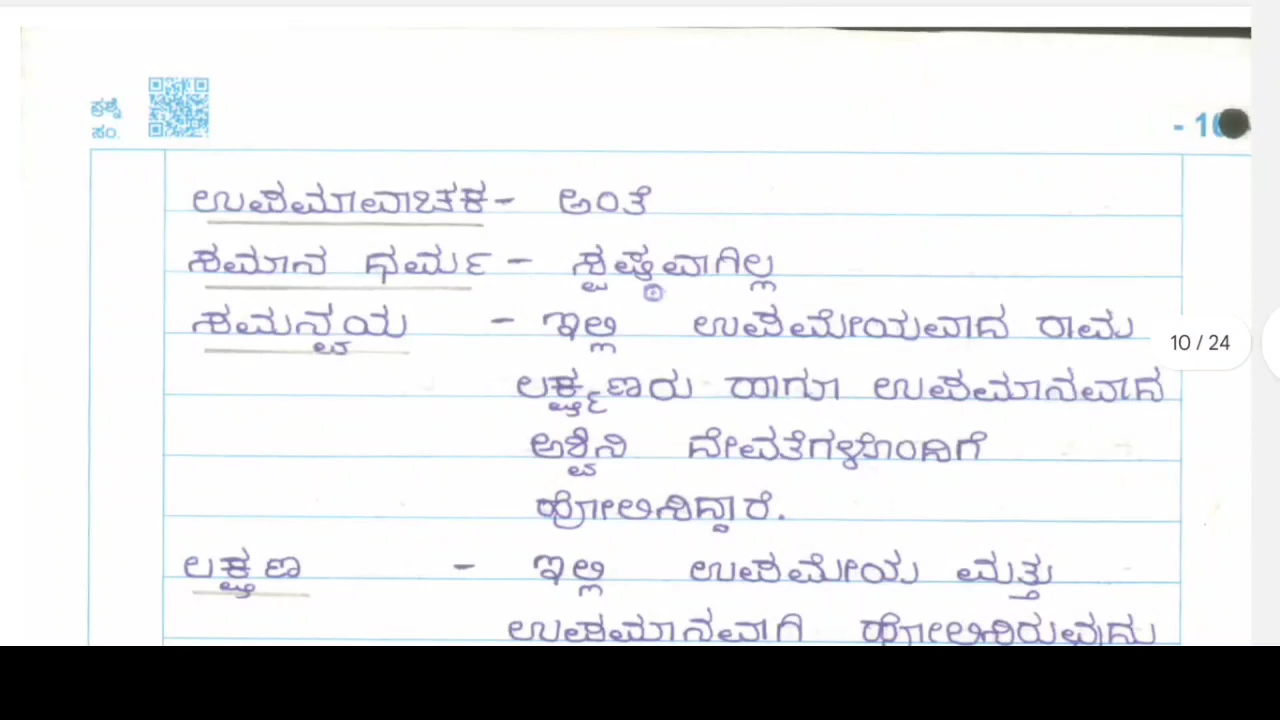 ಪ್ರಶ್ನೆ
ಸಂ.
ಉಪಮಾವಾಚಕ - ಅಂತೆ
ಸಮಾನ ಧರ್ಮ - ಸ್ಪಷ್ಟವಾಗಿಲ್ಲ
ಸಮನ್ವಯ - ಇಲ್ಲಿ ಉಪಮೇಯವಾದ ರಾಮ
10 / 24
ಲಕ್ಷ್ಮಣರು ಹಾಗೂ ಉಪಮಾನವಾದ
ಅಶ್ವಿನಿ ದೇವತೆಗಳೊಂದಿಗೆ
ಹೋಲಿಸಿದ್ದಾರೆ.
ಲಕ್ಷಣ - ಇಲ್ಲಿ ಉಪಮೇಯ ಮತ್ತು
ಉಪಮಾನವಾಗಿ ಹೋಲಿಸಿರುವುದು